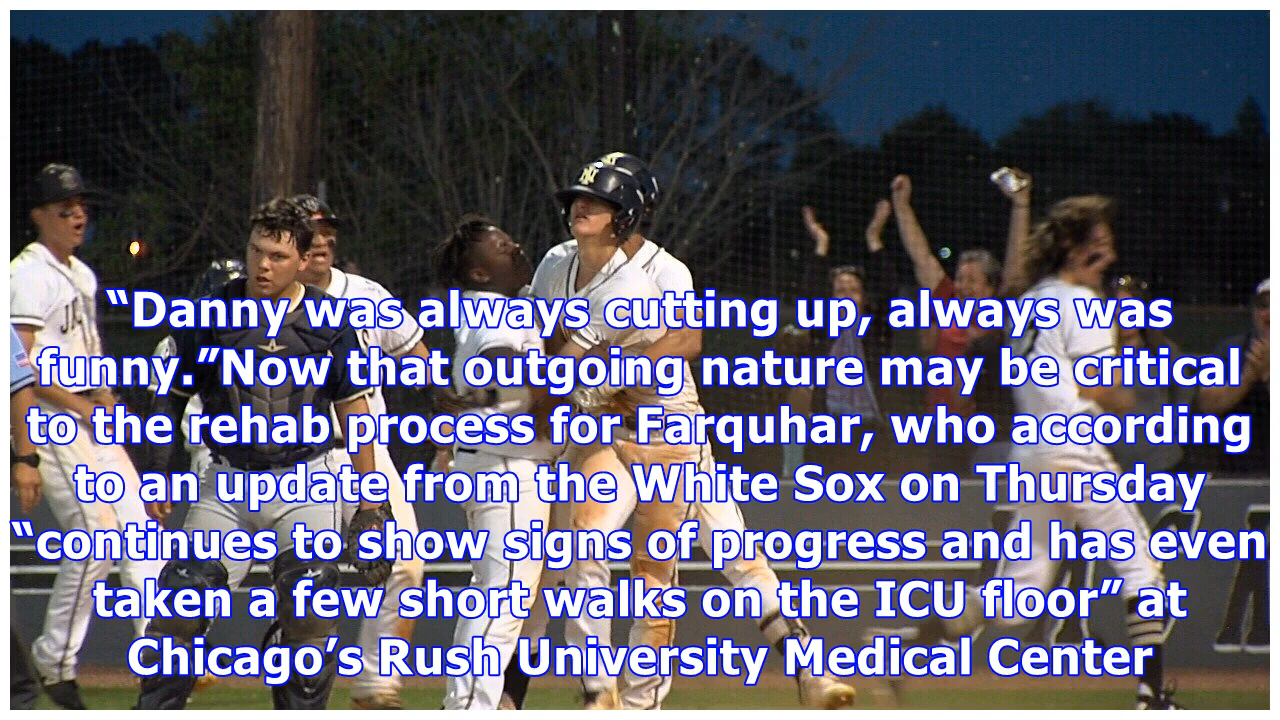 “Danny was always cutting up, always was
funny.”Now that outgoing nature may be critical
to the rehab process for Farquhar, who according
to an update from the White Sox on Thursday
“continues to show signs of progress and has even
taken a few short walks on the ICU floor” at
Chicago’s Rush University Medical Center